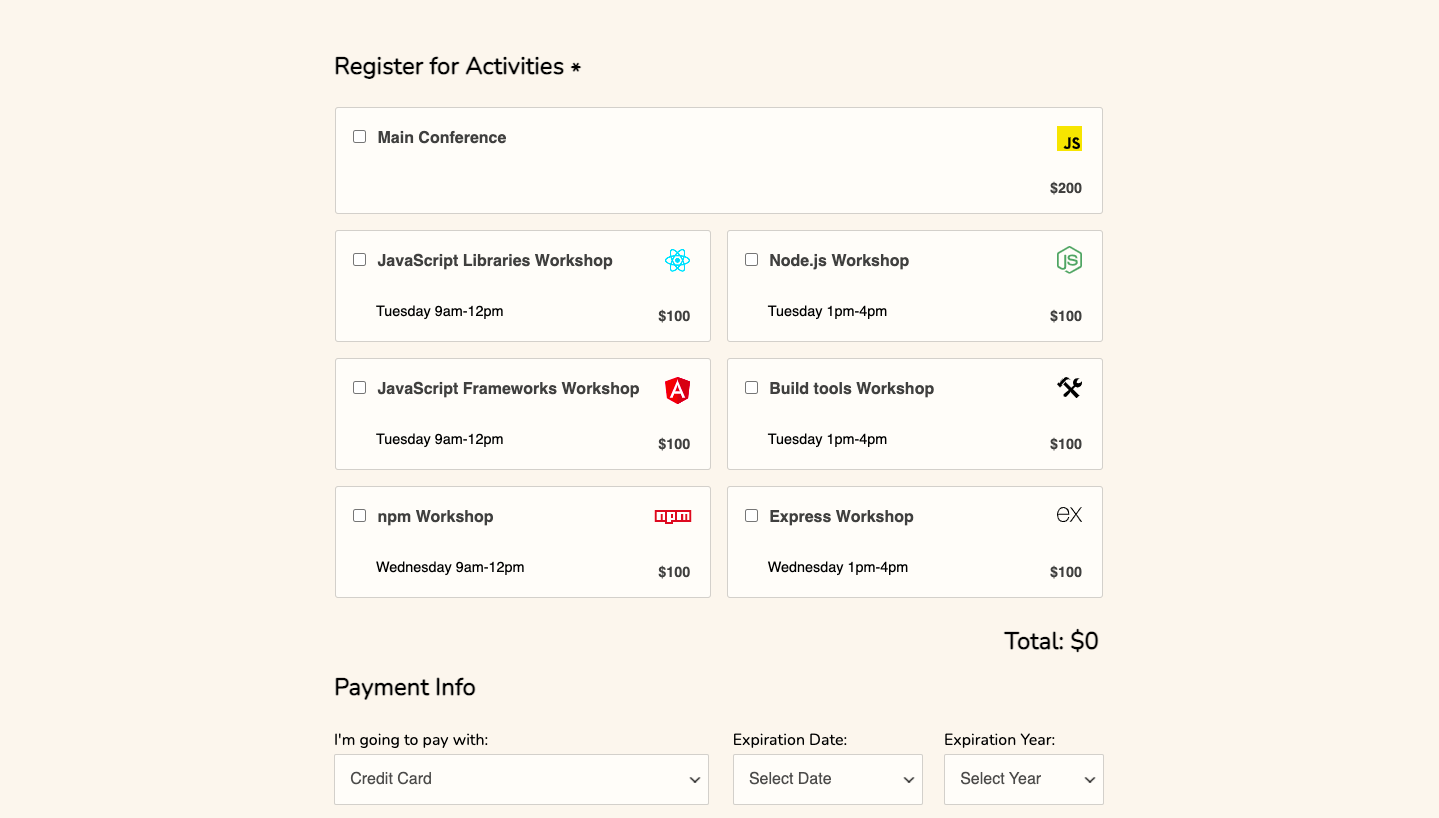 Register for Activities *
Main Conference
JS
$200
JavaScript Libraries Workshop
Tuesday 9am-12pm
$100
Node.js Workshop
JS
Tuesday 1pm-4pm
$100
JavaScript Frameworks Workshop
A
Tuesday 9am-12pm
$100
Build tools Workshop
Tuesday 1pm-4pm
$100
npm Workshop
npm
Wednesday 9am-12pm
$100
Express Workshop
ex
Wednesday 1pm-4pm
$100
Total: $0
Payment Info
I'm going to pay with:
Credit Card
Expiration Date:
Select Date
Expiration Year:
Select Year